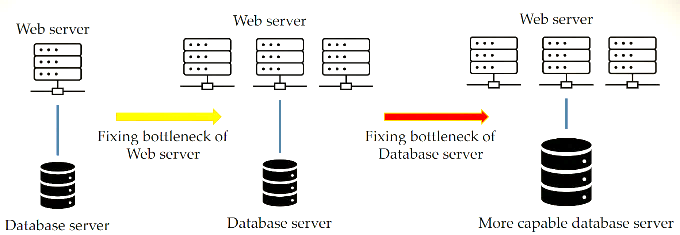 Web server
Web server
Web server
Fixing bottleneck of
Web server
Fixing bottleneck of
Database server
Database server
Database server
More capable database server